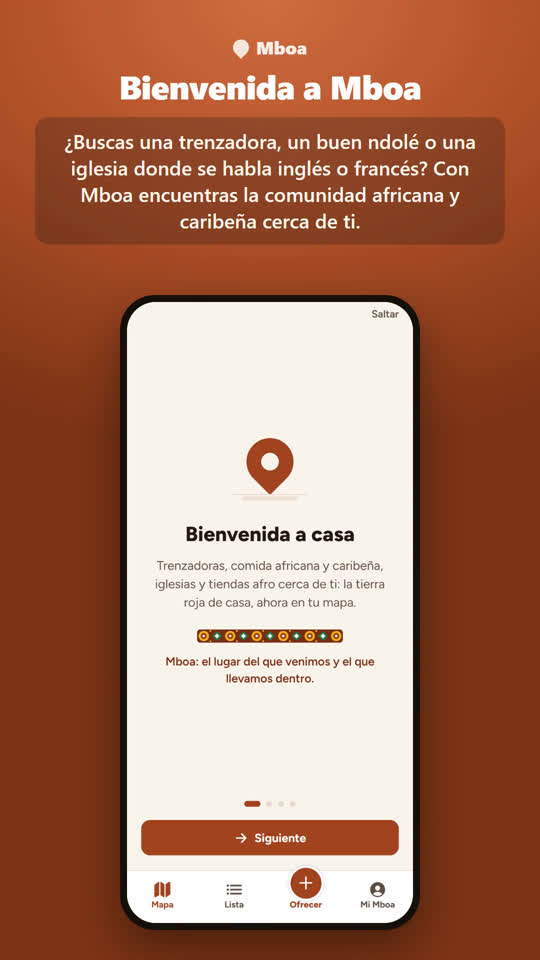 Mboa
Bienvenida a Mboa
¿Buscas una trenzadora, un buen ndolé o una
iglesia donde se habla inglés o francés? Con
Mboa encuentras la comunidad africana y
caribeña cerca de ti.
Saltar
Bienvenida a casa
Trenzadoras, comida africana y caribeña,
iglesias y tiendas afro cerca de ti: la tierra
roja de casa, ahora en tu mapa.
Mboa: el lugar del que venimos y el que
llevamos dentro.
Siguiente
Mapa
Lista
Ofrecer
Mi Mboa